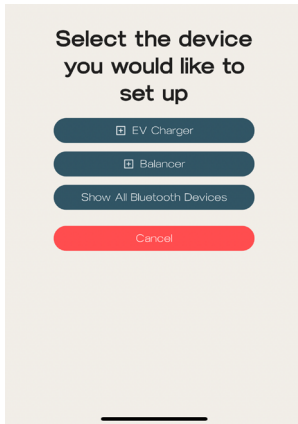 Select the device
you would like to
set up
EV Charger
Balancer
Show All Bluetooth Devices
Cancel